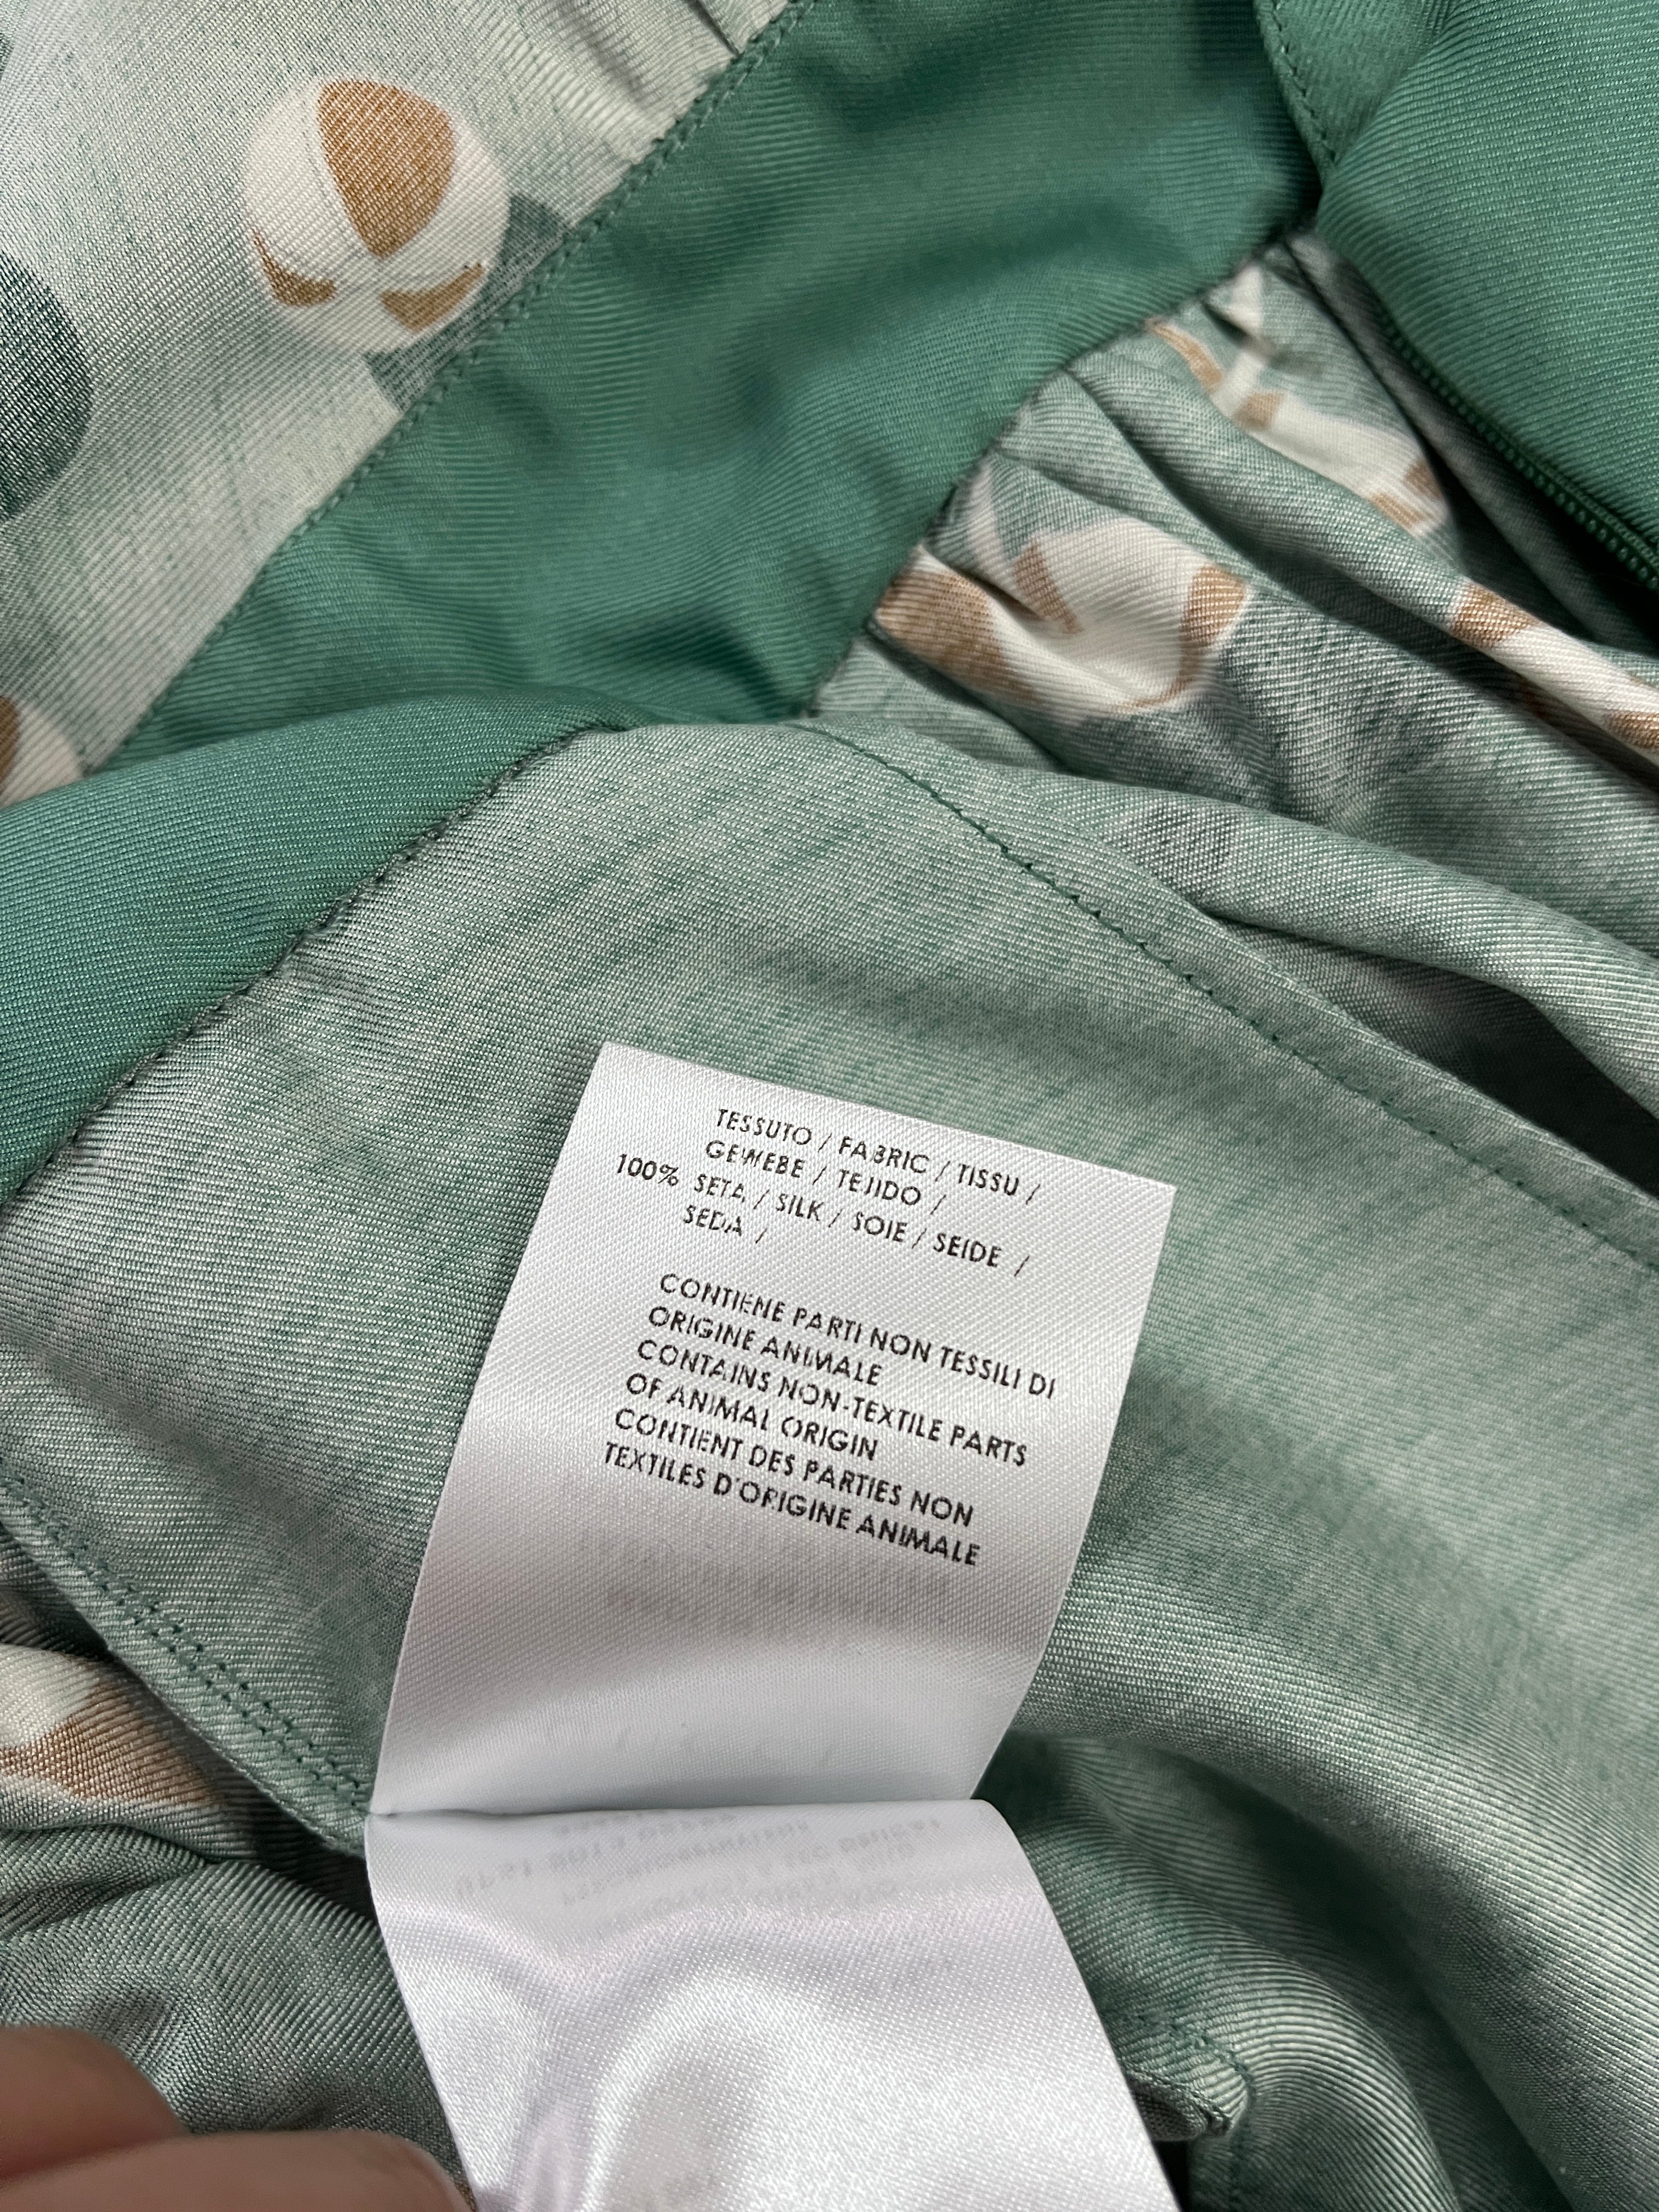 TESSUTO / FABRIC / TISSU /
GEWEBE / TEJIDO /
100% SETA / SILK / SOIE / SEIDE /
SEDA /
CONTIENE PARTI NON TESSILI DI
ORIGINE ANIMALE
CONTAINS NON-TEXTILE PARTS
OF ANIMAL ORIGIN
CONTIENT DES PARTIES NON
TEXTILES D'ORIGINE ANIMALE